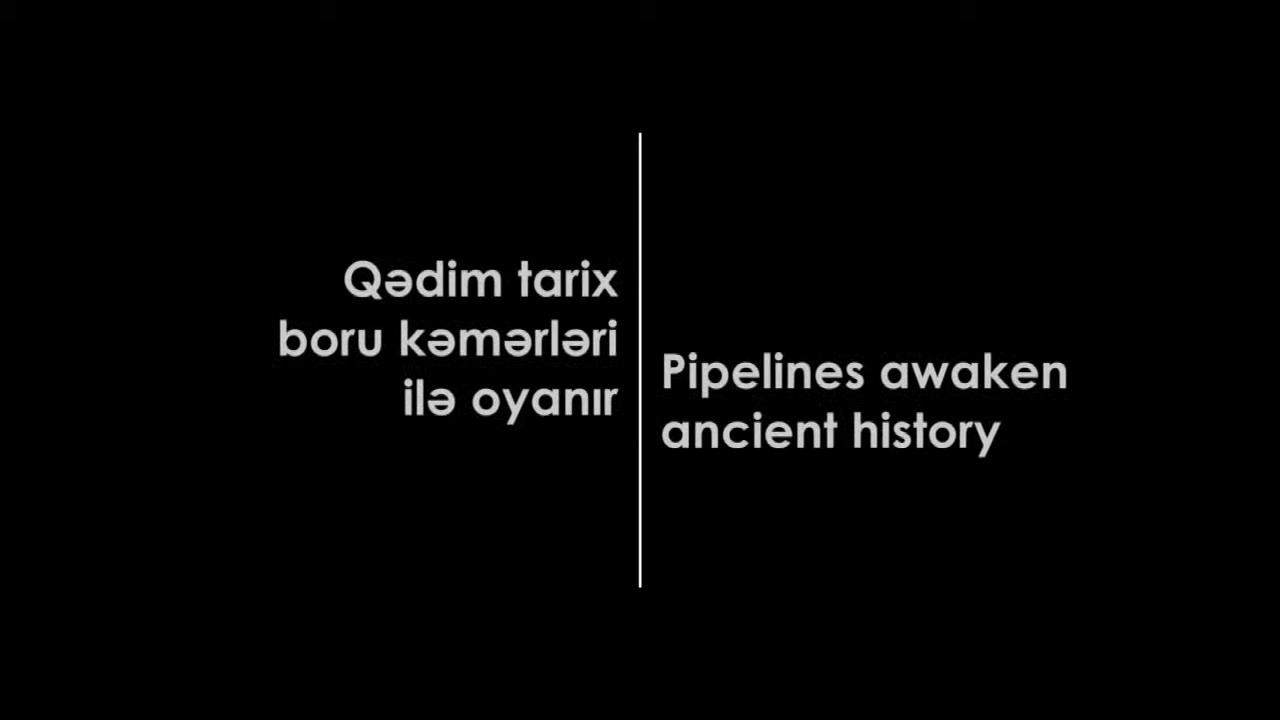 Qədim tarix
boru kəmərləri
ilə oyanır
Pipelines awaken
ancient history